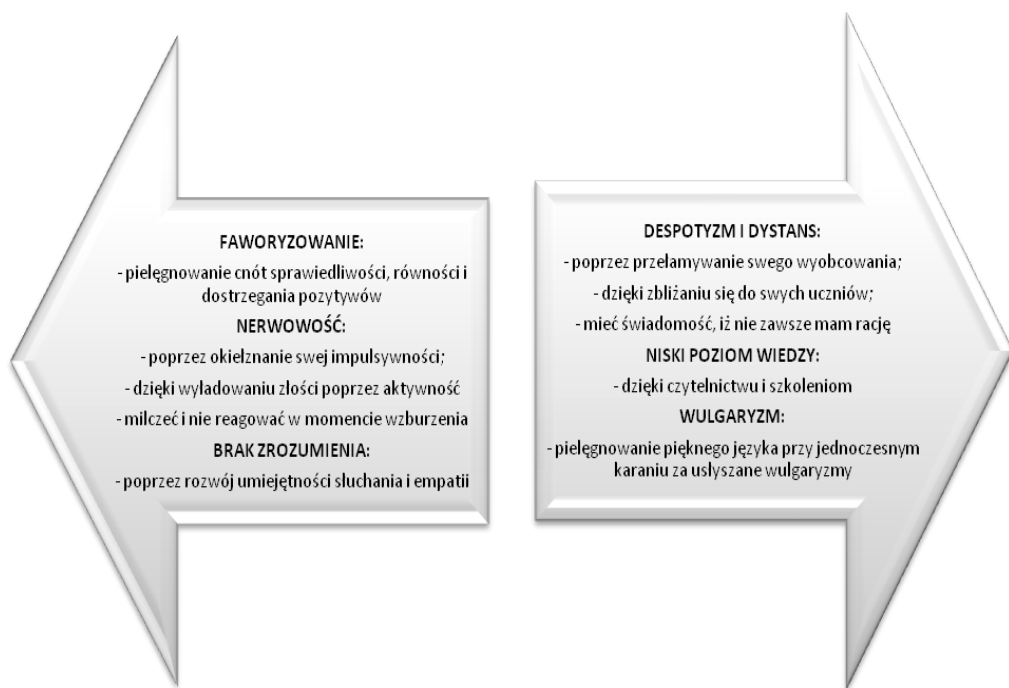 FAWORYZOWANIE:
- pielęgnowanie cnót sprawiedliwości, równości i
dostrzegania pozytywów
NERWOWOŚĆ:
- poprzez okiełznanie swej impulsywności;
- dzięki wyładowaniu złości poprzez aktywność
- milczeć i nie reagować w momencie wzburzenia
BRAK ZROZUMIENIA:
- poprzez rozwój umiejętności słuchania i empatii
DESPOTYZM I DYSTANS:
- poprzez przełamywanie swego wyobcowania;
- dzięki zbliżaniu się do swych uczniów;
- mieć świadomość, iż nie zawsze mam rację
NISKI POZIOM WIEDZY:
- dzięki czytelnictwu i szkoleniom
WULGARYZM:
- pielęgnowanie pięknego języka przy jednoczesnym
karaniu za usłyszane wulgaryzmy